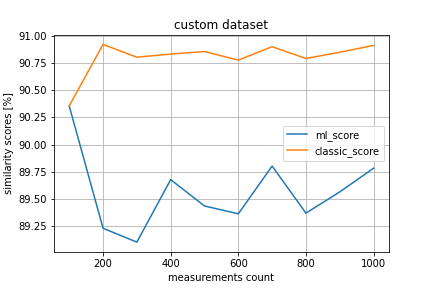 custom dataset
similarity scores [%]
91.00
90.75
90.50
90.25
90.00
89.75
89.50
89.25
ml_score
classic_score
200 400 600 800 1000
measurements count